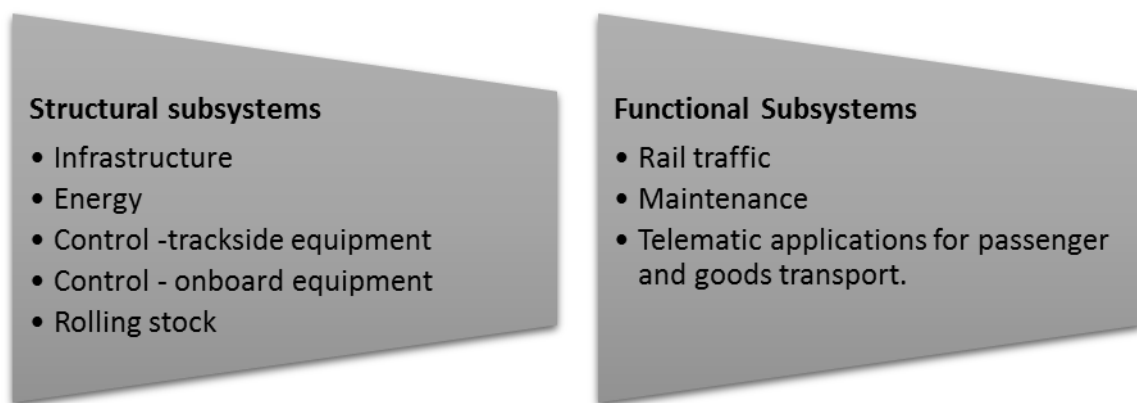 Structural subsystems
• Infrastructure
• Energy
• Control -trackside equipment
• Control - onboard equipment
• Rolling stock
Functional Subsystems
• Rail traffic
• Maintenance
• Telematic applications for passenger
and goods transport.